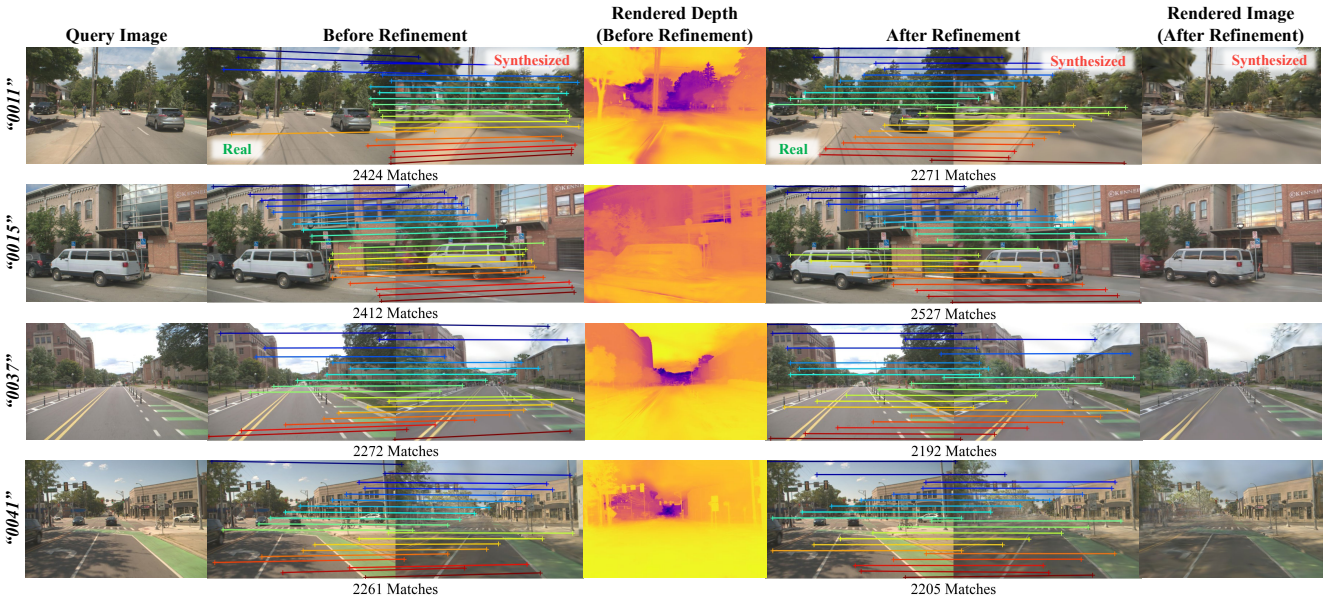 Query Image
Before Refinement
Rendered Depth
(Before Refinement)
After Refinement
Rendered Image
(After Refinement)
“0011”
Real
Synthesized
Real
Synthesized
Synthesized
2424 Matches
2271 Matches
“0015”
2412 Matches
2527 Matches
“0037”
2272 Matches
2192 Matches
“0041”
2261 Matches
2205 Matches